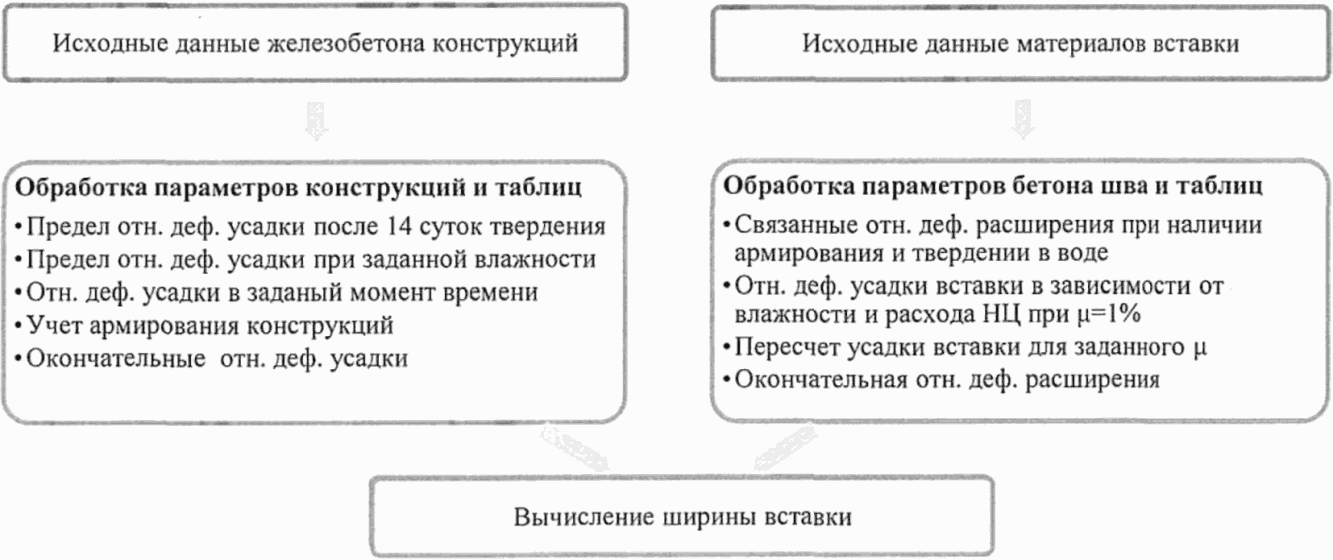 Исходные данные железобетона конструкций
Исходные данные материалов вставки
Обработка параметров конструкций и таблиц
• Предел отн. деф. усадки после 14 суток твердения
• Предел отн. деф. усадки при заданной влажности
• Отн. деф. усадки в заданый момент времени
• Учет армирования конструкций
• Окончательные отн. деф. усадки
Обработка параметров бетона шва и таблиц
• Связанные отн. деф. расширения при наличии
армирования и твердении в воде
• Отн. деф. усадки вставки в зависимости от
влажности и расхода НЦ при μ=1%
• Пересчет усадки вставки для заданного μ
• Окончательная отн. деф. расширения
Вычисление ширины вставки